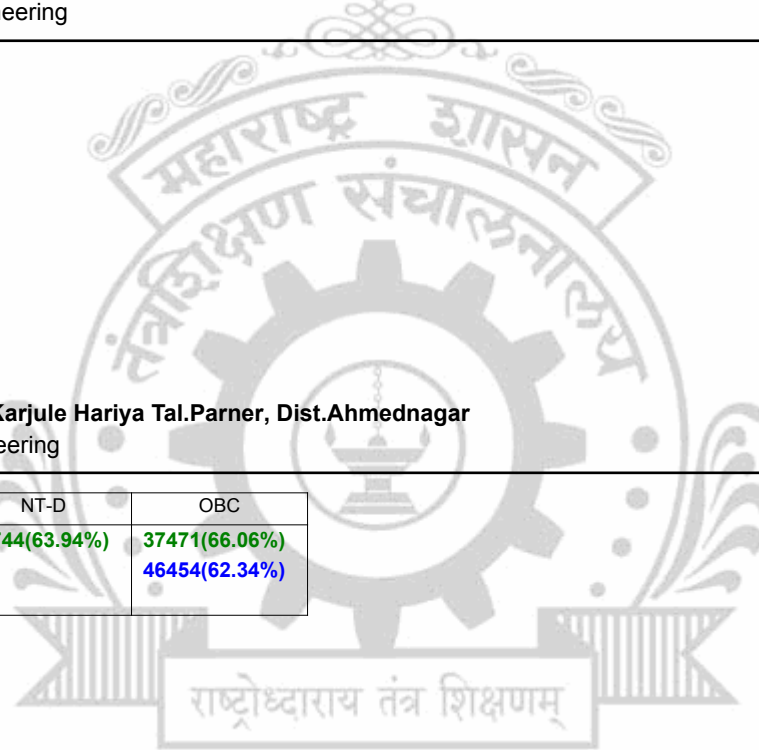 eering
महाराष्ट्र शासन
तंत्रशिक्षण संचालनालय
Karjule Hariya Tal.Parner, Dist.Ahmednagar
eering
NT-D OBC
744(63.94%) 37471(66.06%)
46454(62.34%)
राष्ट्रोध्दाराय तंत्र शिक्षणम्